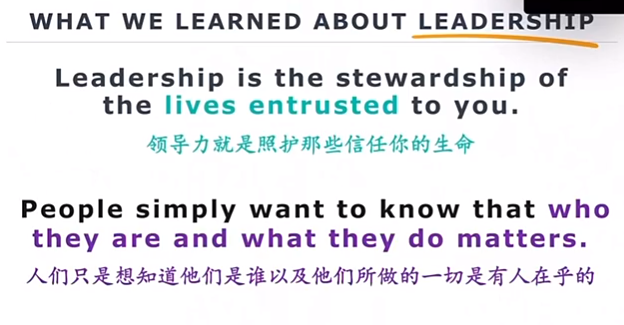 WHAT WE LEARNED ABOUT LEADERSHIP
Leadership is the stewardship of
the lives entrusted to you.
领导力就是照护那些信任你的生命
People simply want to know that who
they are and what they do matters.
人们只是想知道他们是谁以及他们所做的一切是有人在乎的